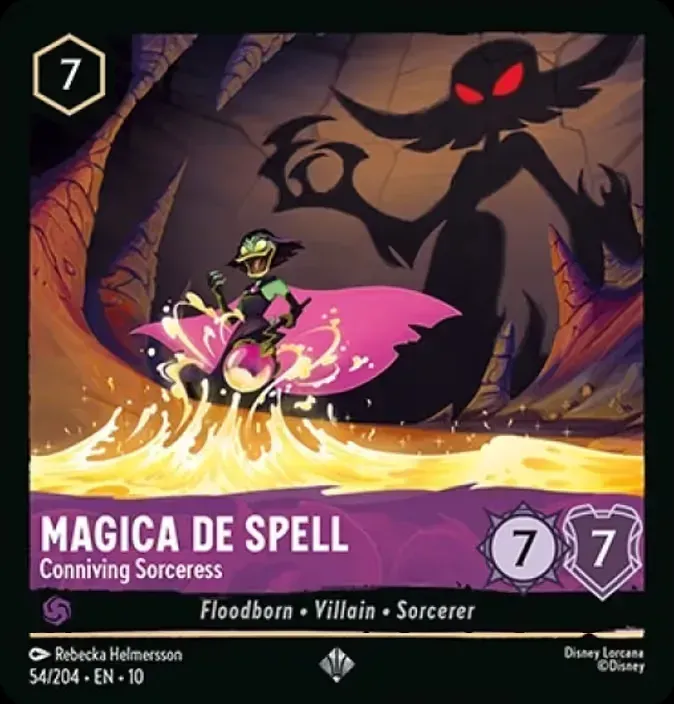 7
MAGICA DE SPELL
Conniving Sorceress
7
7
Floodborn • Villain • Sorcerer
Rebecka Helmersson
54/204 • EN • 10
Disney Lorcana
©Disney